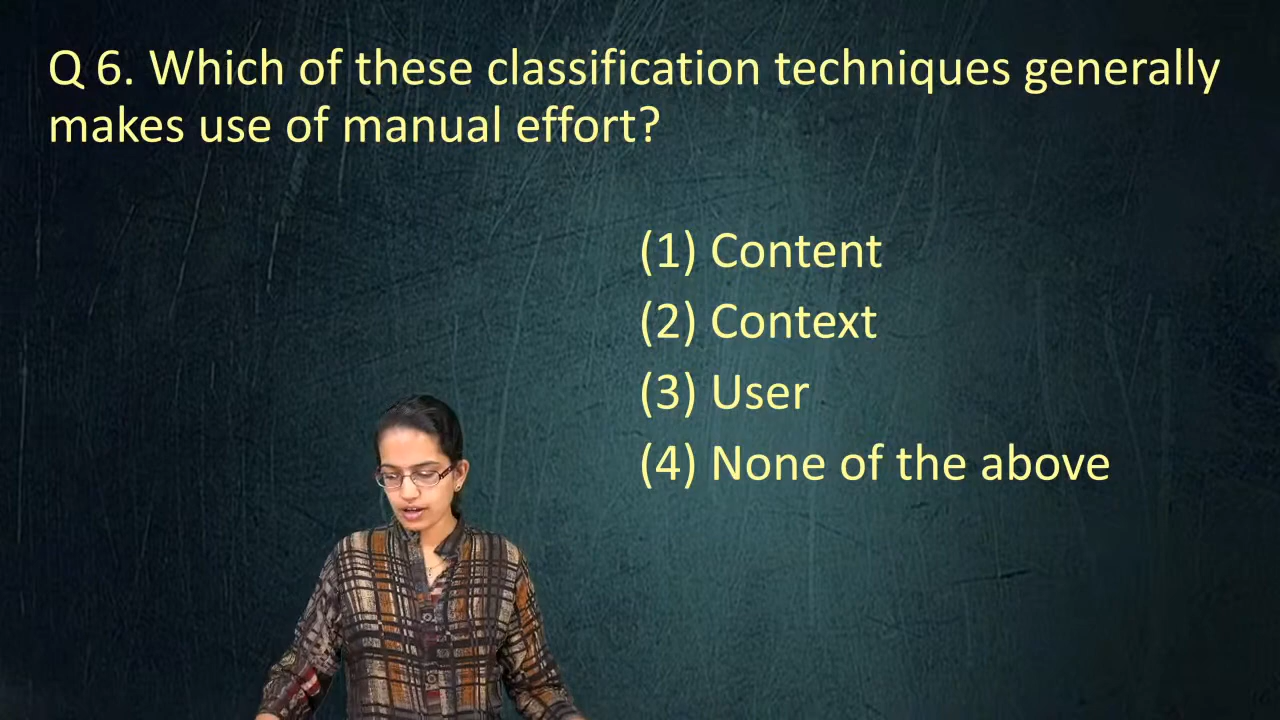 Q 6. Which of these classification techniques generally
makes use of manual effort?
(1) Content
(2) Context
(3) User
(4) None of the above